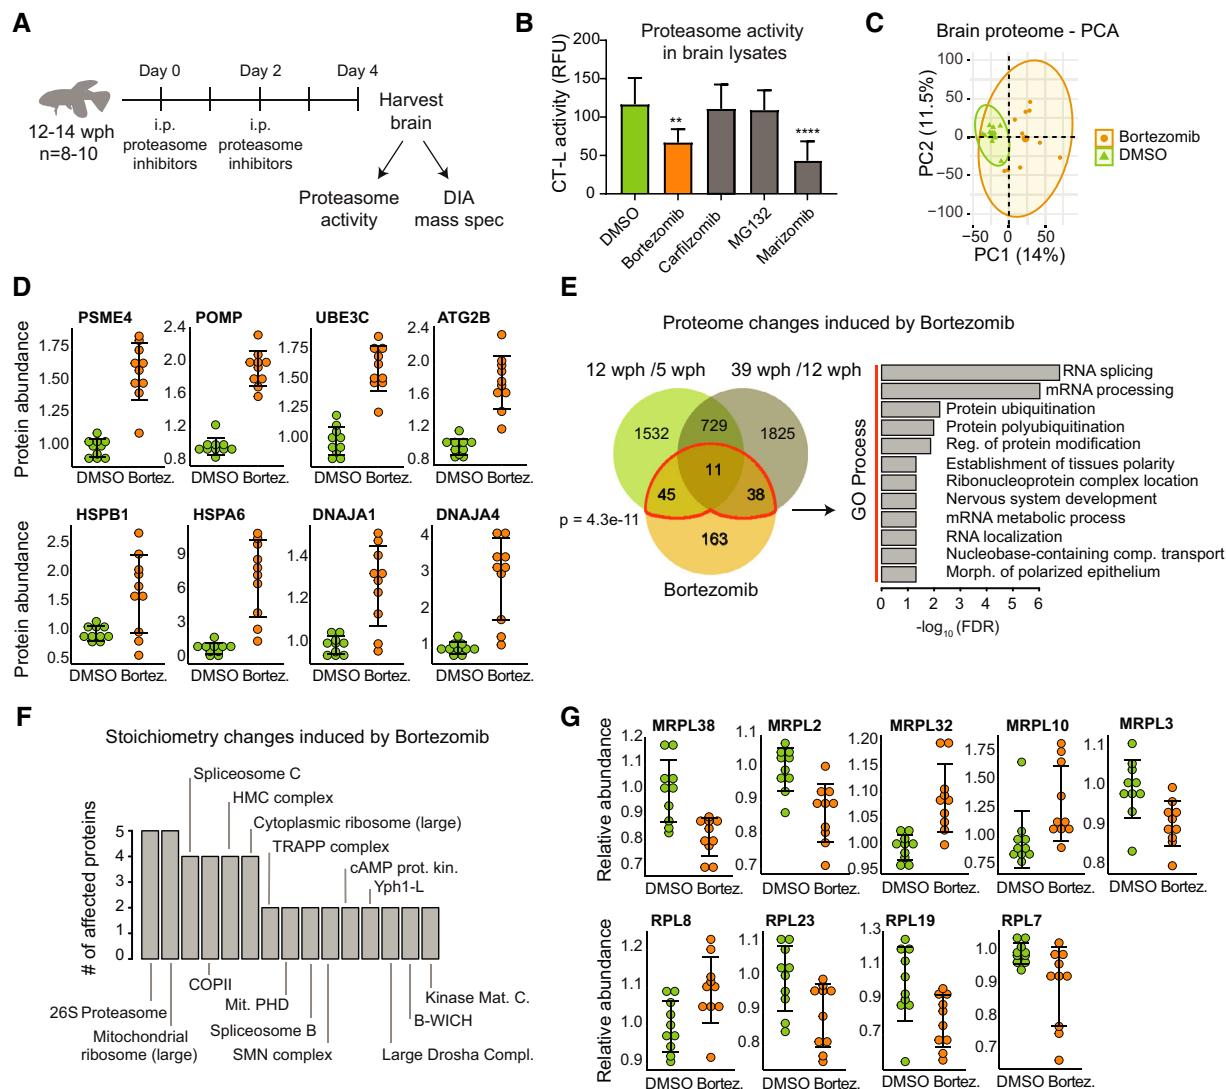 A
Day 0
Day 2
Day 4
12-14 wph
n=8-10
i.p.
proteasome
inhibitors
i.p.
proteasome
inhibitors
Harvest
brain
Proteasome
activity
DIA
mass spec
B
Proteasome activity
in brain lysates
CT-L activity (RFU)
200
150
100
50
0
**
****
DMSO
Bortezomib
Carfilzomib
MG132
Marizomib
C
Brain proteome - PCA
PC2 (11.5%)
100
50
0
−50
−100
−50
0
50
PC1 (14%)
Bortezomib
DMSO
D
Protein abundance
PSME4
1.75
1.50
1.25
1.00
DMSO Bortez.
POMP
2.4
2.0
1.6
1.2
0.8
DMSO Bortez.
UBE3C
1.75
1.50
1.25
1.00
DMSO Bortez.
ATG2B
2.4
2.0
1.6
1.2
0.8
DMSO Bortez.
Protein abundance
HSPB1
2.5
2.0
1.5
1.0
0.5
DMSO Bortez.
HSPA6
9
6
3
0
DMSO Bortez.
DNAJA1
1.4
1.2
1.0
DMSO Bortez.
DNAJA4
4
3
2
1
DMSO Bortez.
E
Proteome changes induced by Bortezomib
12 wph /5 wph
39 wph /12 wph
1532
729
1825
11
45
38
163
p = 4.3e-11
Bortezomib
GO Process
RNA splicing
mRNA processing
Protein ubiquitination
Protein polyubiquitination
Reg. of protein modification
Establishment of tissues polarity
Ribonucleoprotein complex location
Nervous system development
mRNA metabolic process
RNA localization
Nucleobase-containing comp. transport
Morph. of polarized epithelium
0 1 2 3 4 5 6
-log10 (FDR)
F
Stoichiometry changes induced by Bortezomib
# of affected proteins
5
4
3
2
1
0
Spliceosome C
HMC complex
Cytoplasmic ribosome (large)
TRAPP complex
cAMP prot. kin.
Yph1-L
26S Proteasome
Mitochondrial
ribosome (large)
COPII
Mit. PHD
Spliceosome B
SMN complex
Kinase Mat. C.
B-WICH
Large Drosha Compl.
G
Relative abundance
MRPL38
1.2
1.1
1.0
0.9
0.8
0.7
DMSO Bortez.
MRPL2
1.1
1.0
0.9
0.8
0.7
DMSO Bortez.
MRPL32
1.20
1.15
1.10
1.05
1.00
0.95
DMSO Bortez.
MRPL10
1.75
1.50
1.25
1.00
0.75
DMSO Bortez.
MRPL3
1.1
1.0
0.9
0.8
DMSO Bortez.
Relative abundance
RPL8
1.2
1.1
1.0
0.9
DMSO Bortez.
RPL23
1.1
1.0
0.9
0.8
DMSO Bortez.
RPL19
1.3
1.1
0.9
0.7
DMSO Bortez.
RPL7
1.0
0.9
0.8
0.7
DMSO Bortez.